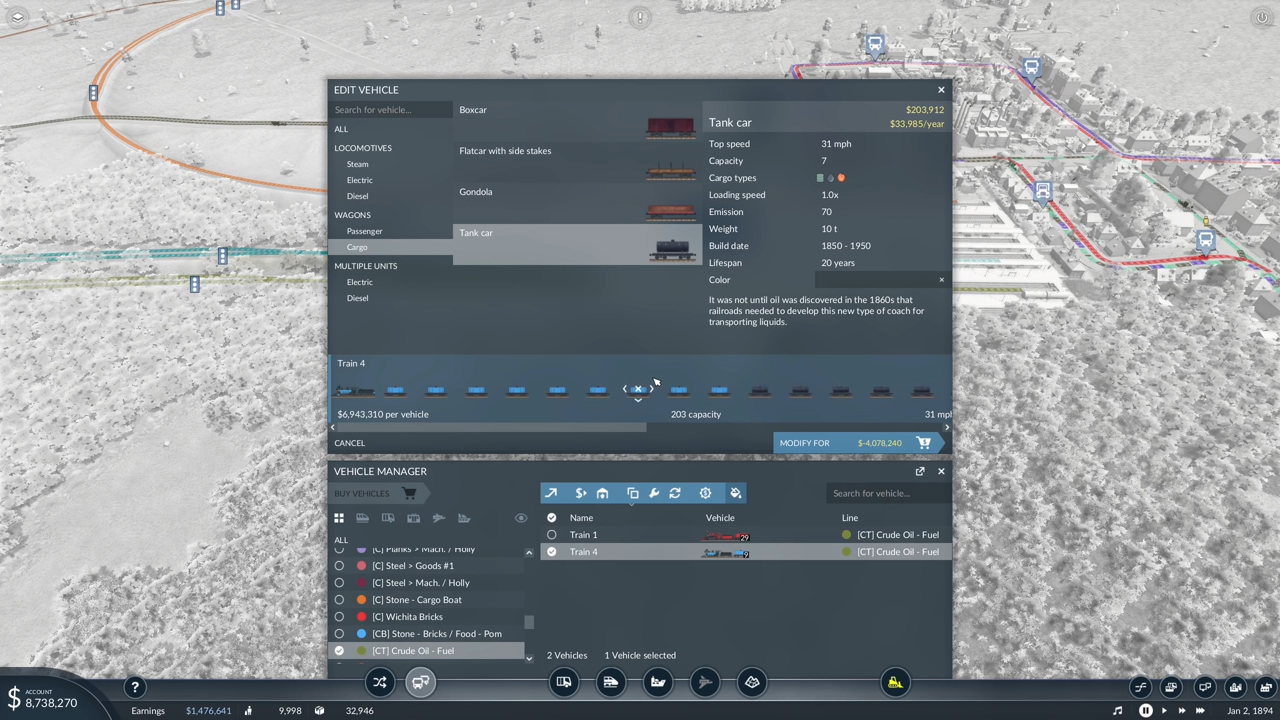 EDIT VEHICLE
Search for vehicle...
ALL
LOCOMOTIVES
Steam
Electric
Diesel
WAGONS
Passenger
Cargo
MULTIPLE UNITS
Electric
Diesel
Boxcar
Flatcar with side stakes
Gondola
Tank car
$203,912
Tank car
$33,985/year
Top speed 31 mph
Capacity 7
Cargo types
Loading speed 1.0x
Emission 70
Weight 10 t
Build date 1850 - 1950
Lifespan 20 years
Color
It was not until oil was discovered in the 1860s that
railroads needed to develop this new type of coach for
transporting liquids.
Train 4
$6,943,310 per vehicle 203 capacity 31 mph
CANCEL
MODIFY FOR $-4,078,240
VEHICLE MANAGER
BUY VEHICLES
Search for vehicle...
ALL
[C] Planks > Mach. / Holly
[C] Steel > Goods #1
[C] Steel > Mach. / Holly
[C] Stone - Cargo Boat
[C] Wichita Bricks
[CB] Stone - Bricks / Food - Pom
[CT] Crude Oil - Fuel
Name Vehicle Line
Train 1 29 [CT] Crude Oil - Fuel
Train 4 9 [CT] Crude Oil - Fuel
2 Vehicles 1 Vehicle selected
$ ACCOUNT
8,738,270
?
Earnings $1,476,641 9,998 32,946
Jan 2, 1894